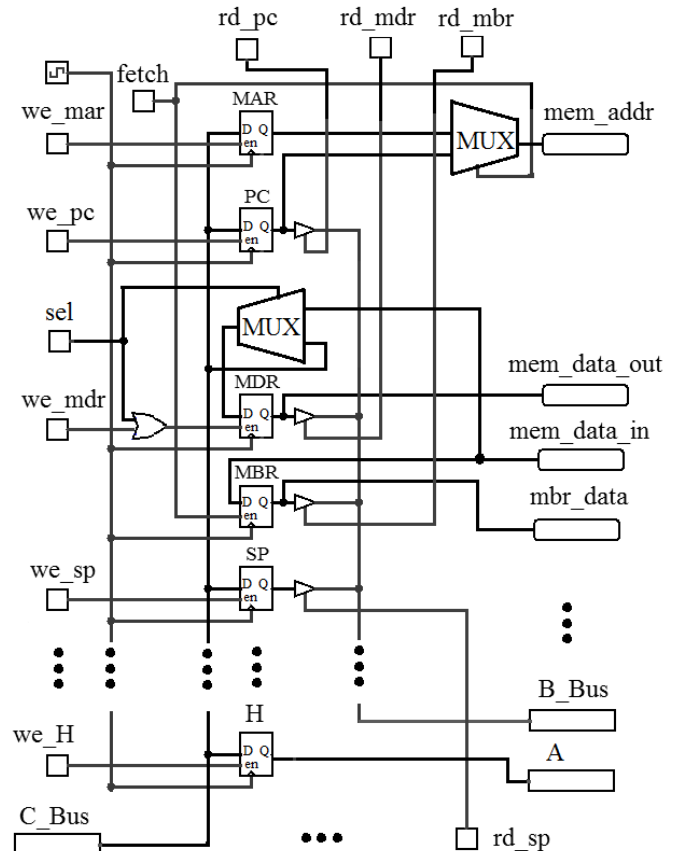 rd_pc
rd_mdr
rd_mbr
fetch
we_mar
MAR
D Q
en
MUX
mem_addr
we_pc
PC
D Q
en
sel
MUX
we_mdr
MDR
D Q
en
mem_data_out
mem_data_in
MBR
D Q
en
mbr_data
we_sp
SP
D Q
en
B_Bus
we_H
H
D Q
en
A
C_Bus
rd_sp